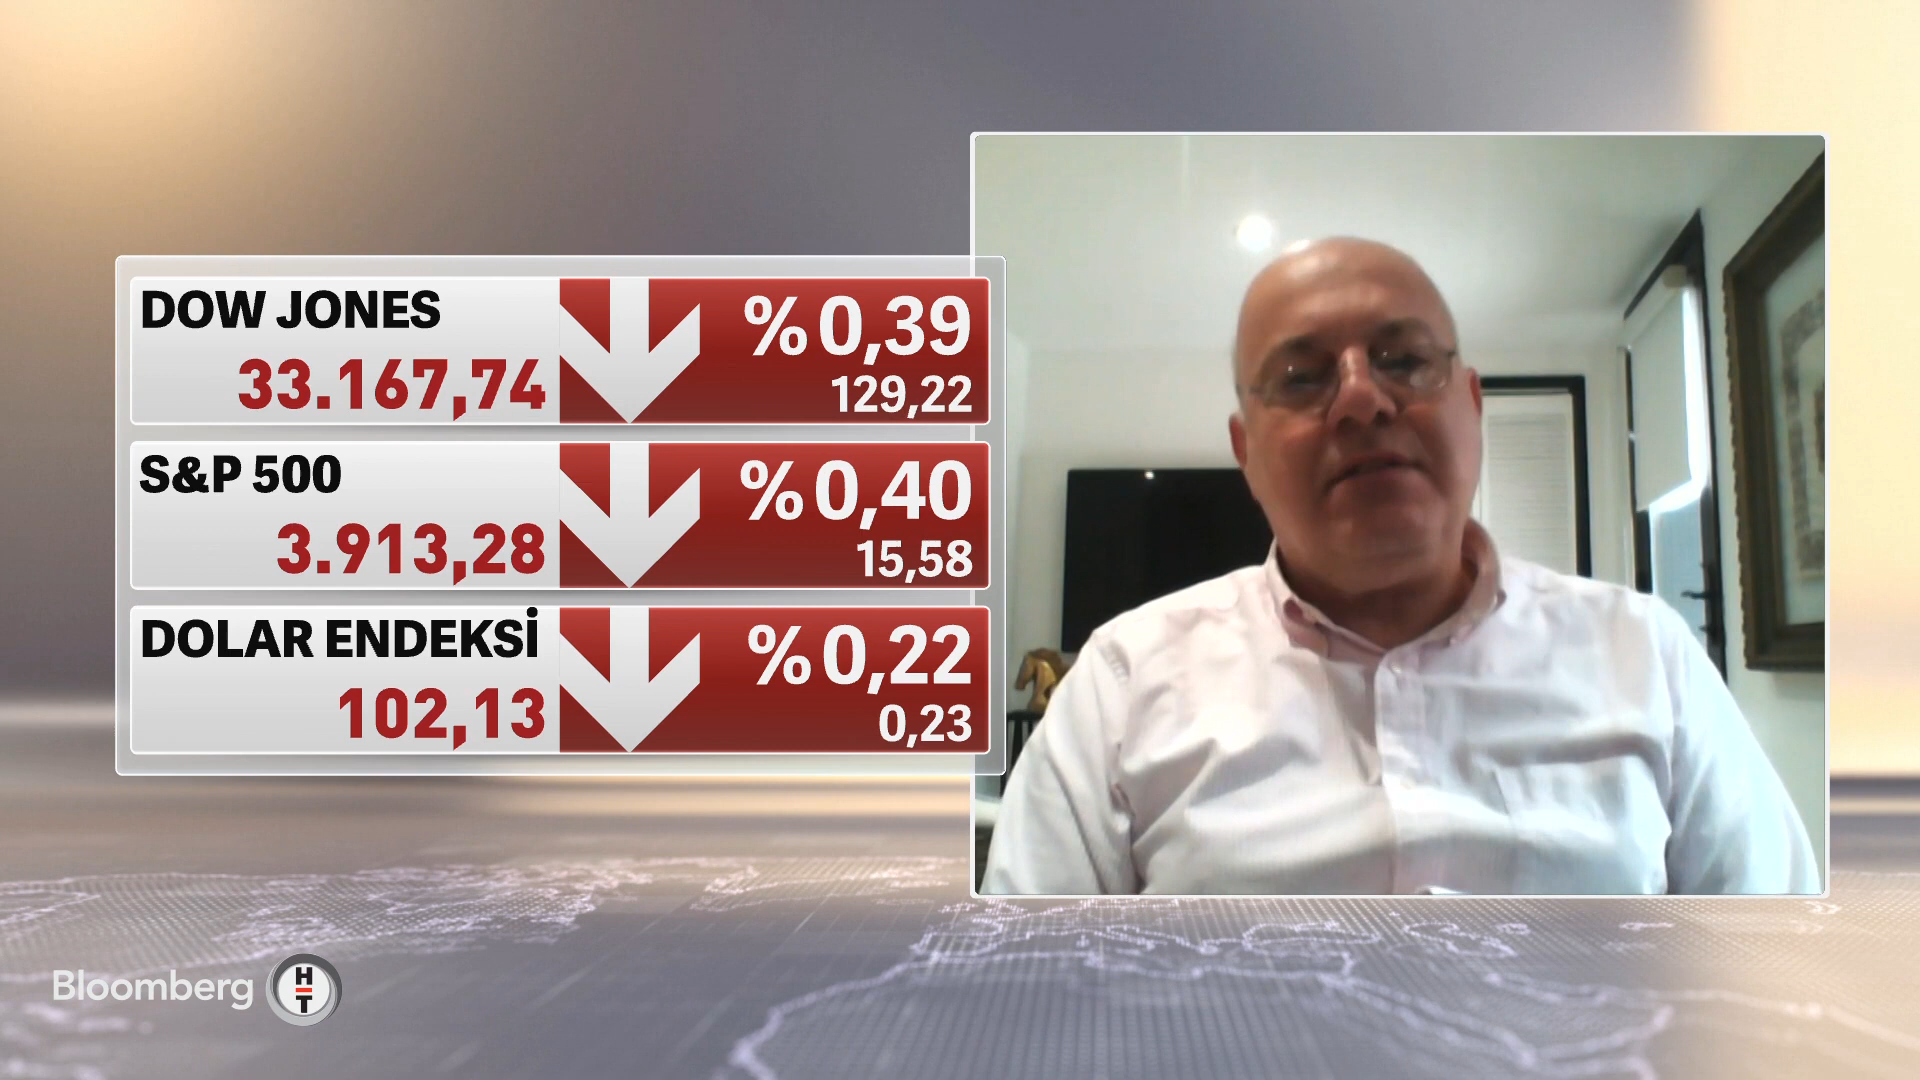 DOW JONES
33.167,74
%0,39
129,22
S&P 500
3.913,28
%0,40
15,58
DOLAR ENDEKSİ
102,13
%0,22
0,23
Bloomberg HT